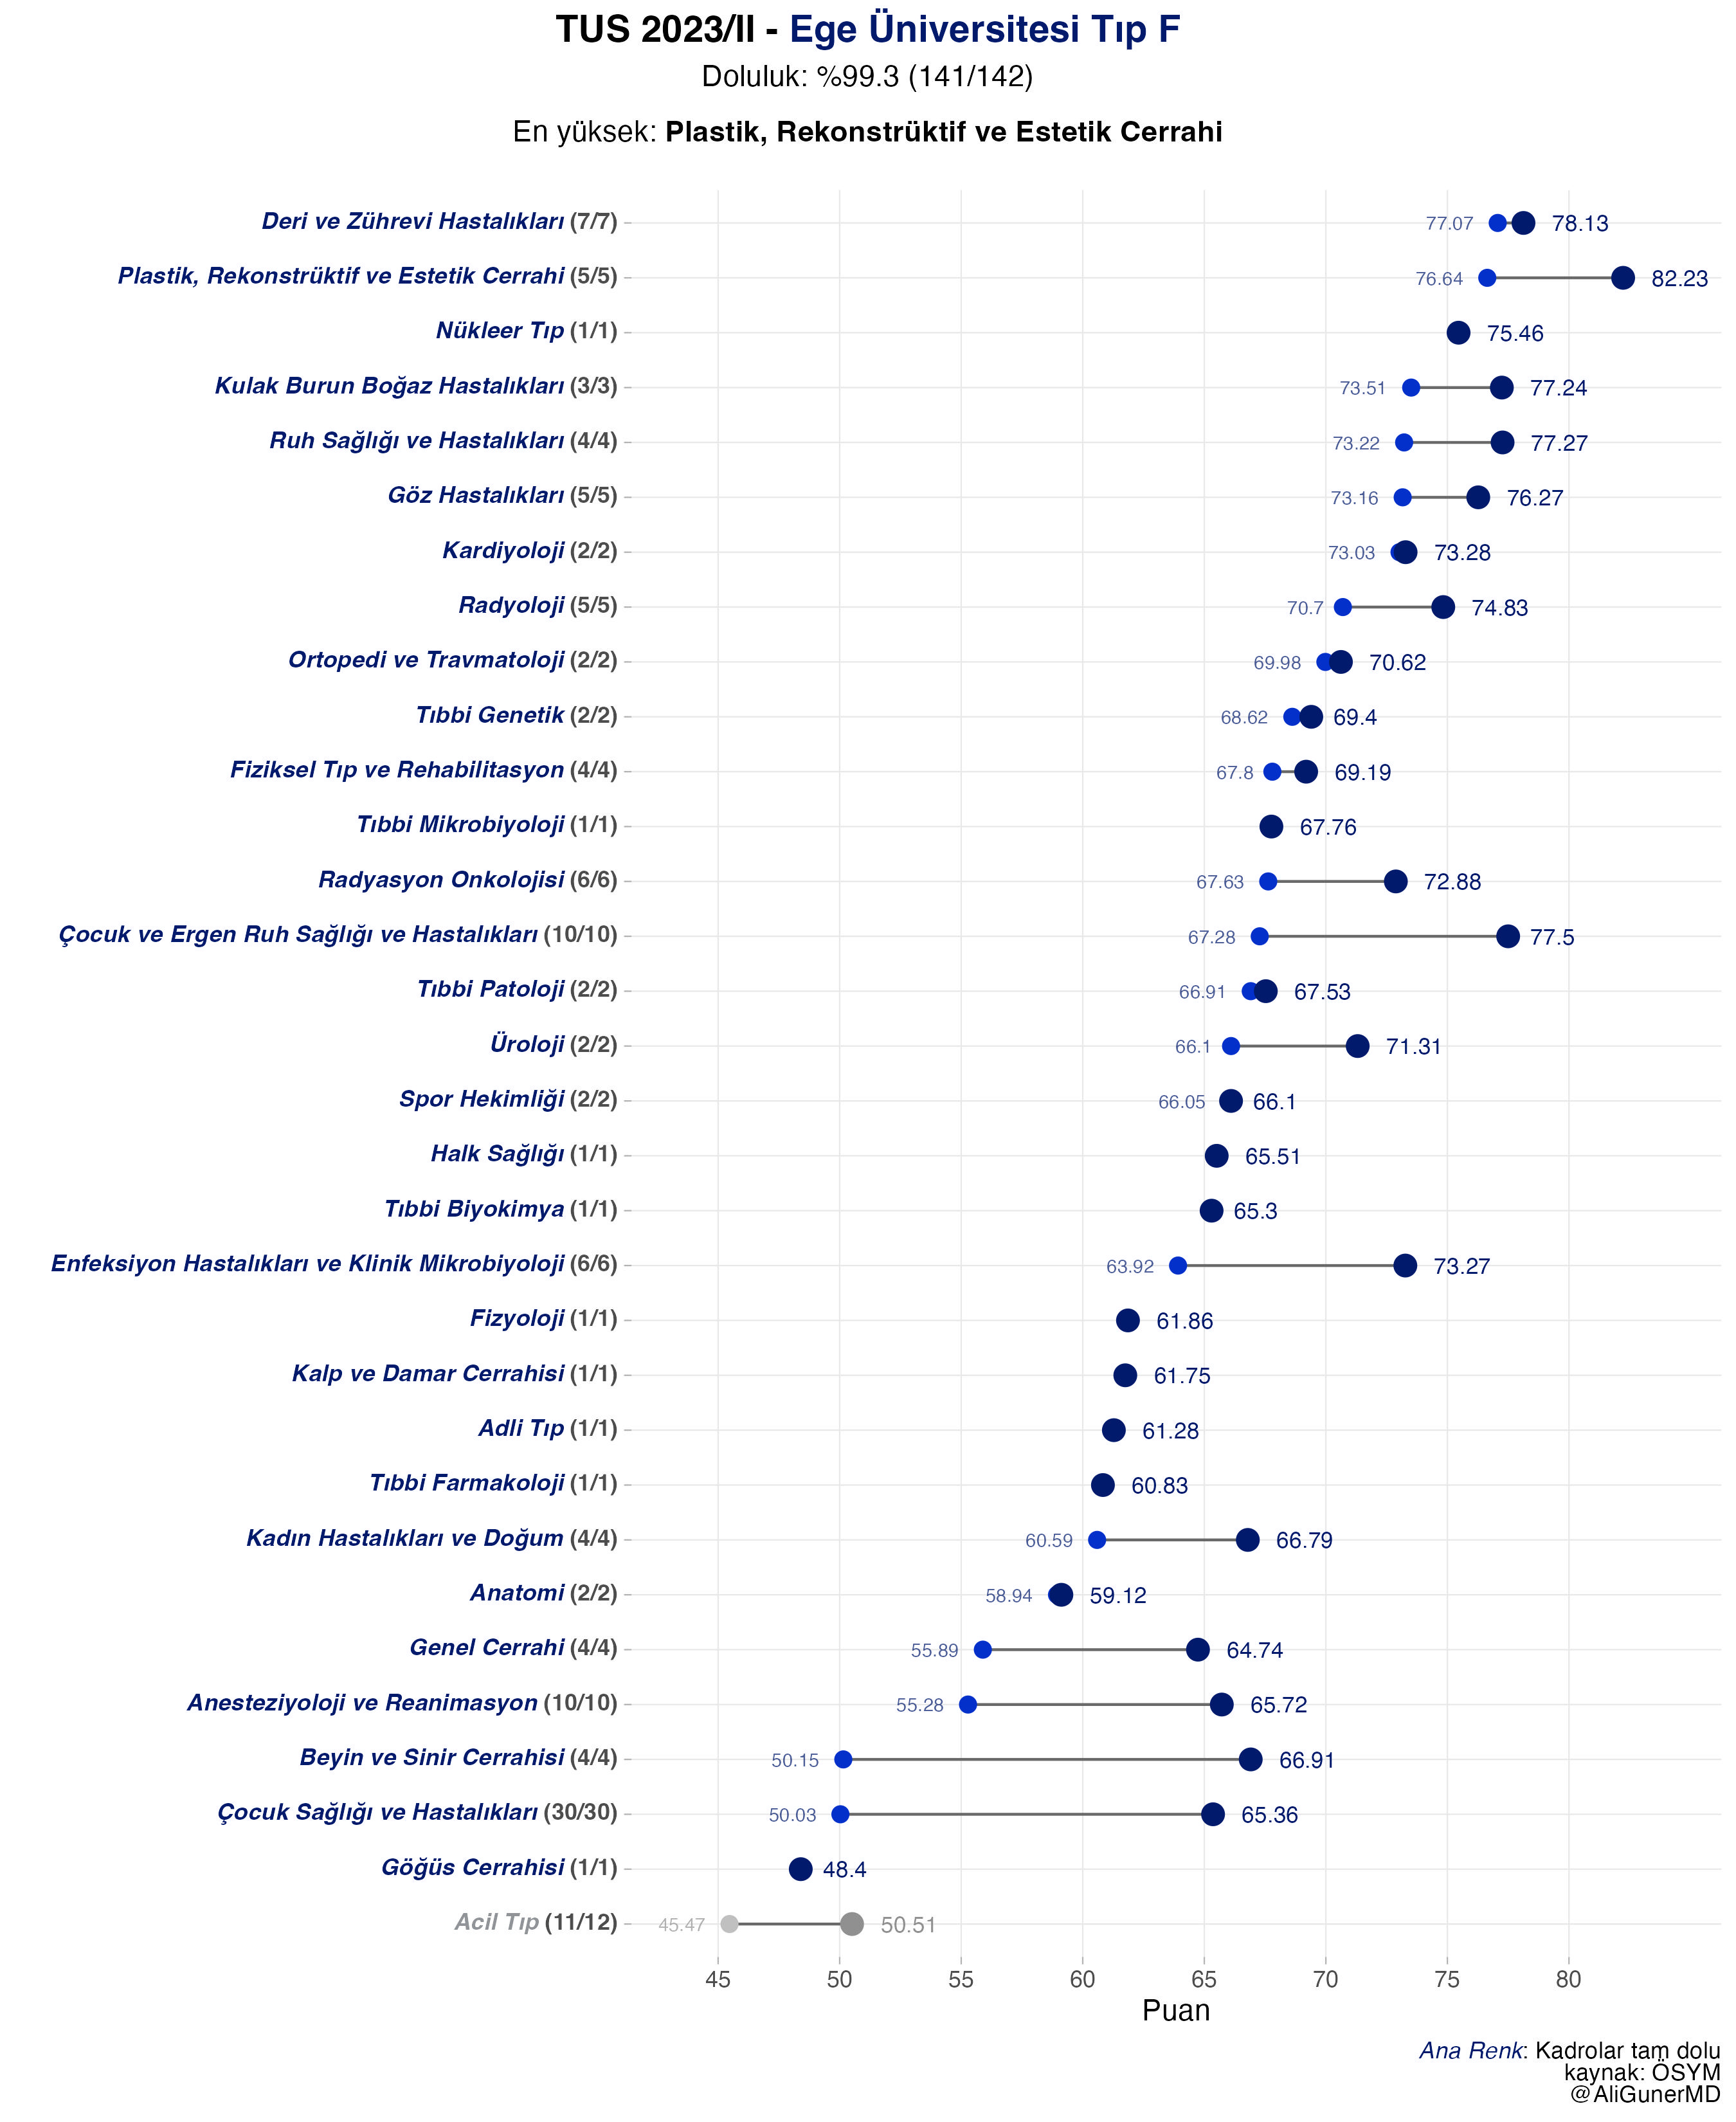 TUS 2023/II - Ege Üniversitesi Tıp F
Doluluk: %99.3 (141/142)
En yüksek: Plastik, Rekonstrüktif ve Estetik Cerrahi
Deri ve Zührevi Hastalıkları (7/7) 77.07 78.13
Plastik, Rekonstrüktif ve Estetik Cerrahi (5/5) 76.64 82.23
Nükleer Tıp (1/1) 75.46
Kulak Burun Boğaz Hastalıkları (3/3) 73.51 77.24
Ruh Sağlığı ve Hastalıkları (4/4) 73.22 77.27
Göz Hastalıkları (5/5) 73.16 76.27
Kardiyoloji (2/2) 73.03 73.28
Radyoloji (5/5) 70.7 74.83
Ortopedi ve Travmatoloji (2/2) 69.98 70.62
Tıbbi Genetik (2/2) 68.62 69.4
Fiziksel Tıp ve Rehabilitasyon (4/4) 67.8 69.19
Tıbbi Mikrobiyoloji (1/1) 67.76
Radyasyon Onkolojisi (6/6) 67.63 72.88
Çocuk ve Ergen Ruh Sağlığı ve Hastalıkları (10/10) 67.28 77.5
Tıbbi Patoloji (2/2) 66.91 67.53
Üroloji (2/2) 66.1 71.31
Spor Hekimliği (2/2) 66.05 66.1
Halk Sağlığı (1/1) 65.51
Tıbbi Biyokimya (1/1) 65.3
Enfeksiyon Hastalıkları ve Klinik Mikrobiyoloji (6/6) 63.92 73.27
Fizyoloji (1/1) 61.86
Kalp ve Damar Cerrahisi (1/1) 61.75
Adli Tıp (1/1) 61.28
Tıbbi Farmakoloji (1/1) 60.83
Kadın Hastalıkları ve Doğum (4/4) 60.59 66.79
Anatomi (2/2) 58.94 59.12
Genel Cerrahi (4/4) 55.89 64.74
Anesteziyoloji ve Reanimasyon (10/10) 55.28 65.72
Beyin ve Sinir Cerrahisi (4/4) 50.15 66.91
Çocuk Sağlığı ve Hastalıkları (30/30) 50.03 65.36
Göğüs Cerrahisi (1/1) 48.4
Acil Tıp (11/12) 45.47 50.51
45 50 55 60 65 70 75 80
Puan
Ana Renk: Kadrolar tam dolu
kaynak: ÖSYM
@AliGunerMD